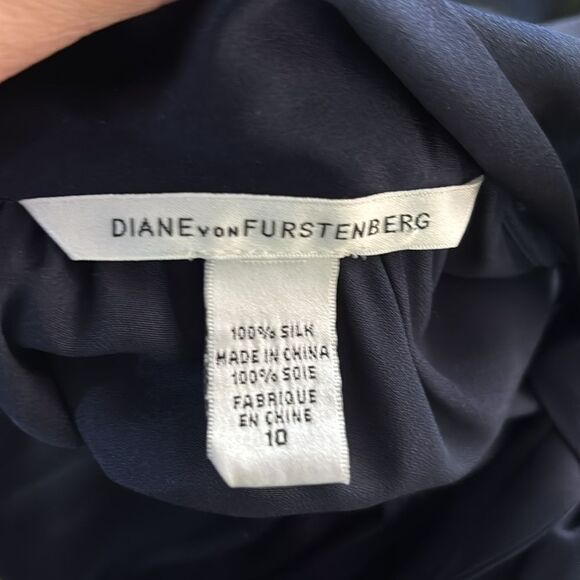 DIANE VON FURSTENBERG
100% SILK
MADE IN CHINA
100% SOIE
FABRIQUE
EN CHINE
10